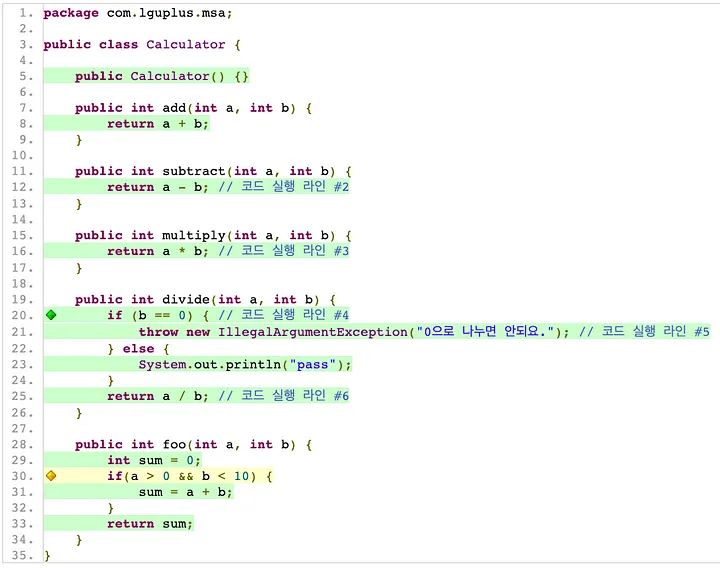 1. package com.lguplus.msa;
2.
3. public class Calculator {
4.
5.     public Calculator() {}
6.
7.     public int add(int a, int b) {
8.         return a + b;
9.     }
10.
11.     public int subtract(int a, int b) {
12.         return a - b; // 코드 실행 라인 #2
13.     }
14.
15.     public int multiply(int a, int b) {
16.         return a * b; // 코드 실행 라인 #3
17.     }
18.
19.     public int divide(int a, int b) {
20.         if (b == 0) { // 코드 실행 라인 #4
21.             throw new IllegalArgumentException("0으로 나누면 안되요."); // 코드 실행 라인 #5
22.         } else {
23.             System.out.println("pass");
24.         }
25.         return a / b; // 코드 실행 라인 #6
26.     }
27.
28.     public int foo(int a, int b) {
29.         int sum = 0;
30.         if(a > 0 && b < 10) {
31.             sum = a + b;
32.         }
33.         return sum;
34.     }
35. }